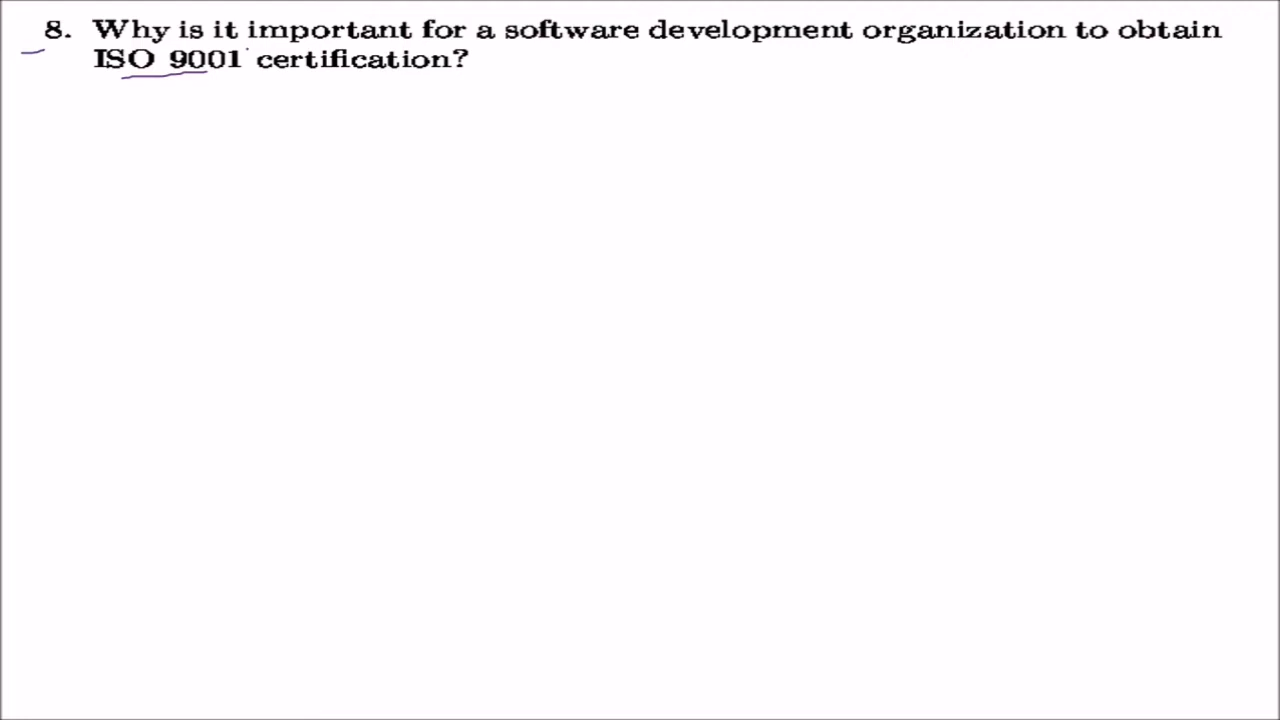 8. Why is it important for a software development organization to obtain
ISO 9001 certification?